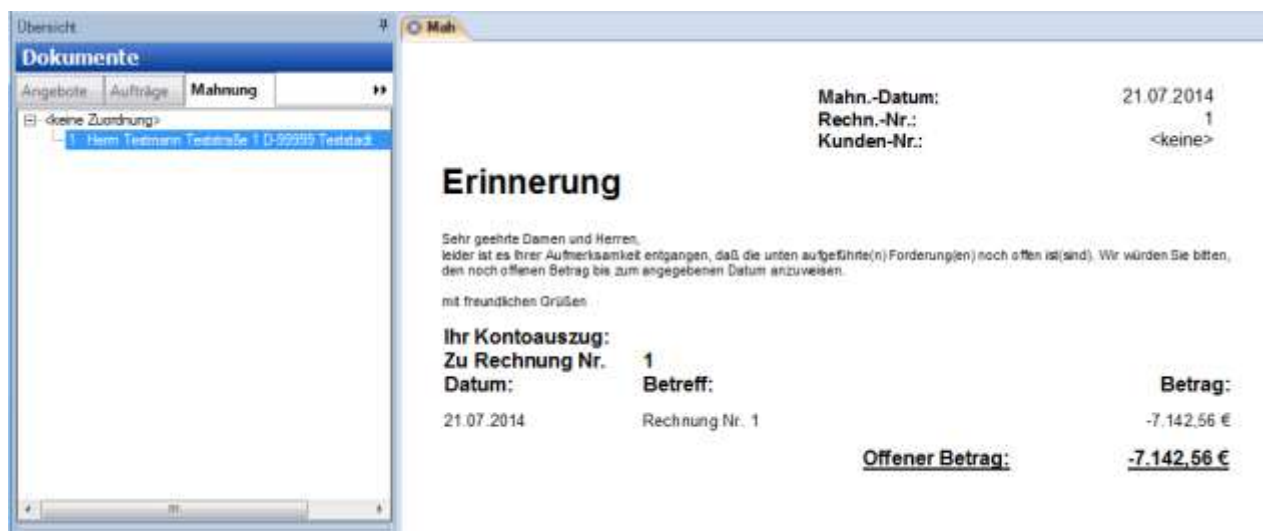 Übersicht
Dokumente
Angebote Aufträge Mahnung
<keine Zuordnung>
1 Herrn Testmann Teststraße 1 D-99999 Teststadt
Mah
Mahn.-Datum: 21.07.2014
Rechn.-Nr.: 1
Kunden-Nr.: <keine>
Erinnerung
Sehr geehrte Damen und Herren,
leider ist es Ihrer Aufmerksamkeit entgangen, daß die unten aufgeführte(n) Forderung(en) noch offen ist(sind). Wir würden Sie bitten,
den noch offenen Betrag bis zum angegebenen Datum anzuweisen.
mit freundlichen Grüßen
Ihr Kontoauszug:
Zu Rechnung Nr. 1
Datum: Betreff: Betrag:
21.07.2014 Rechnung Nr. 1 -7.142,56 €
Offener Betrag: -7.142,56 €